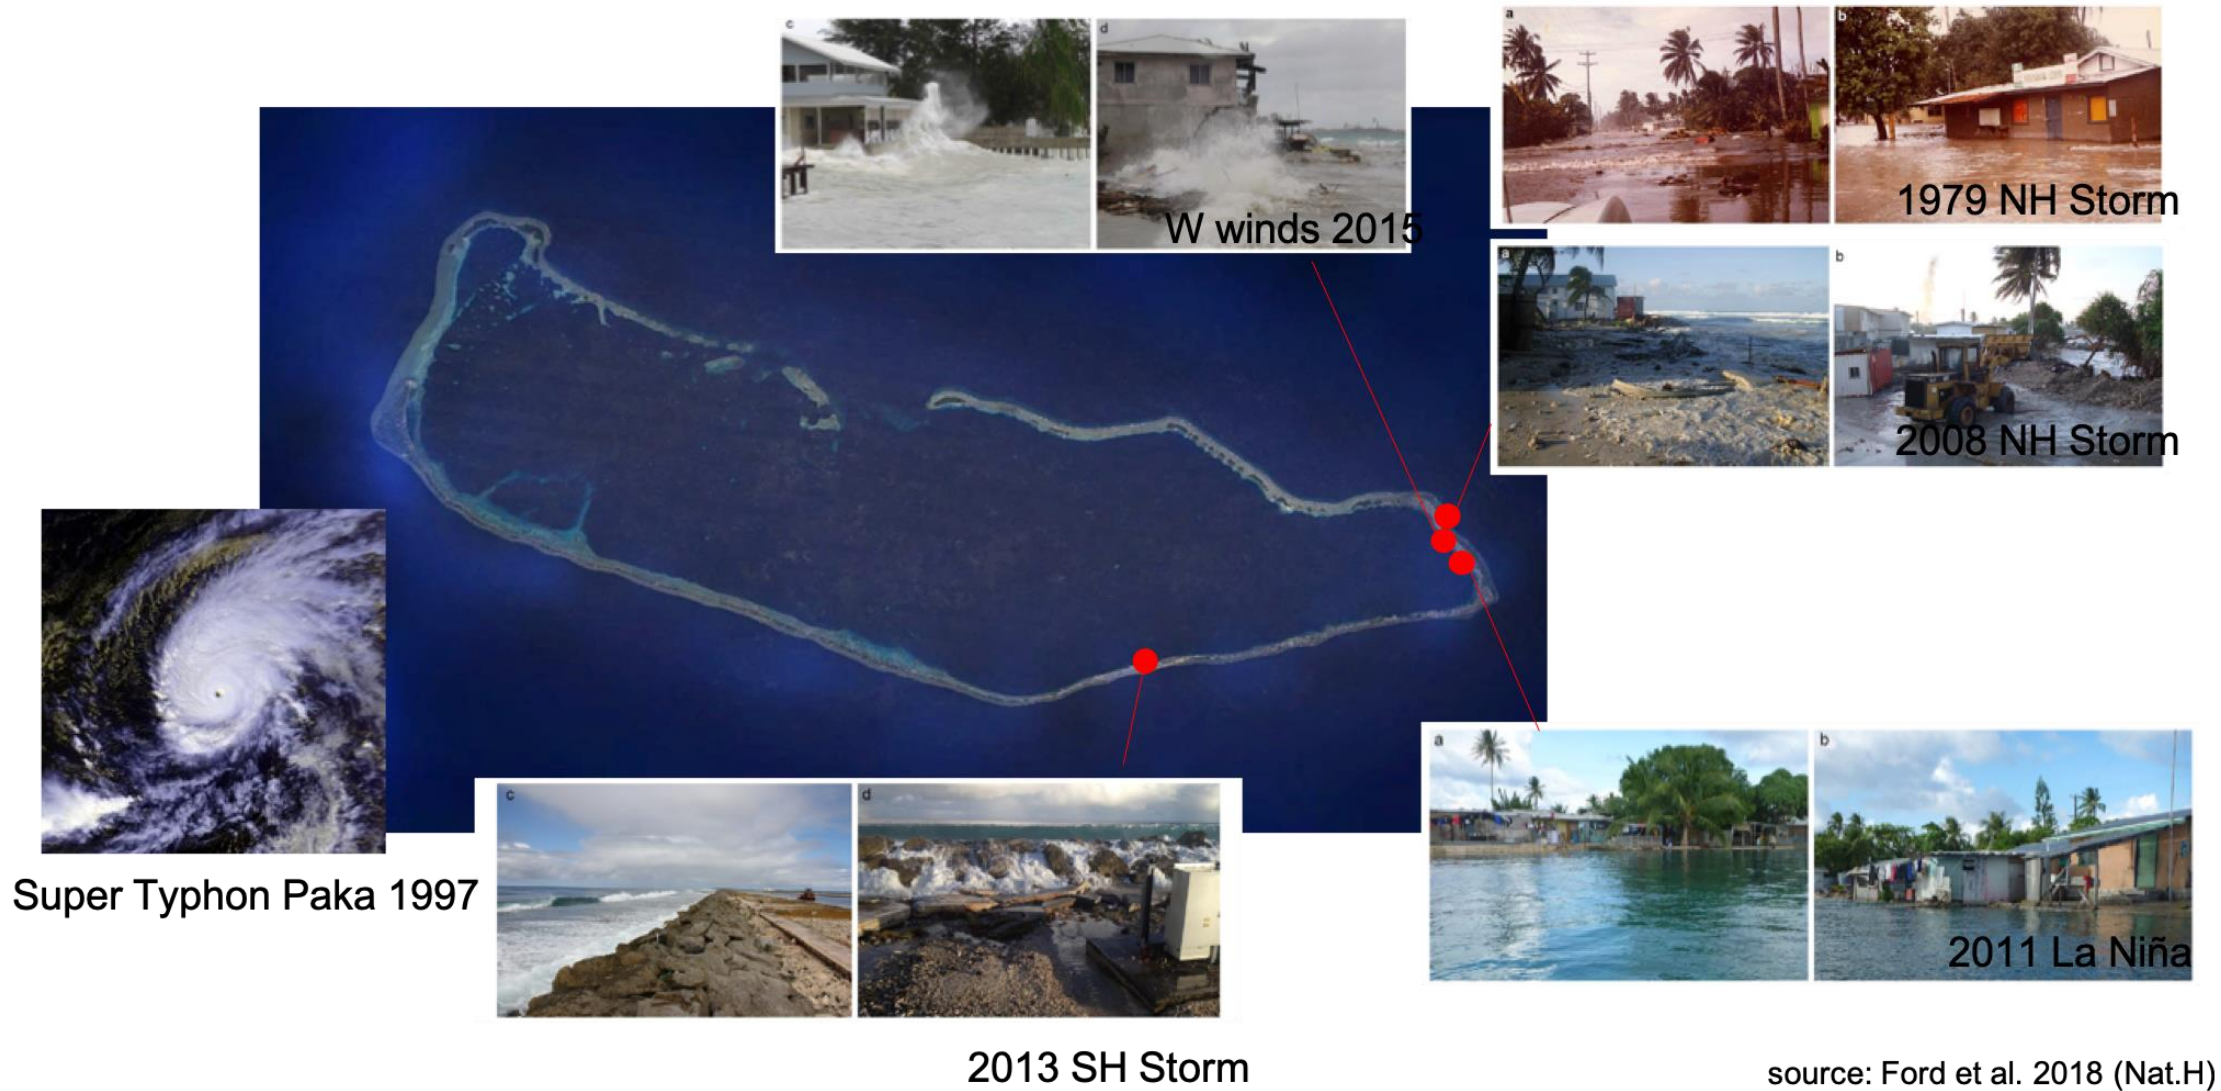 c
d
W winds 2015
a
b
1979 NH Storm
a
b
2008 NH Storm
Super Typhon Paka 1997
c
d
2013 SH Storm
a
b
2011 La Niña
source: Ford et al. 2018 (Nat.H)